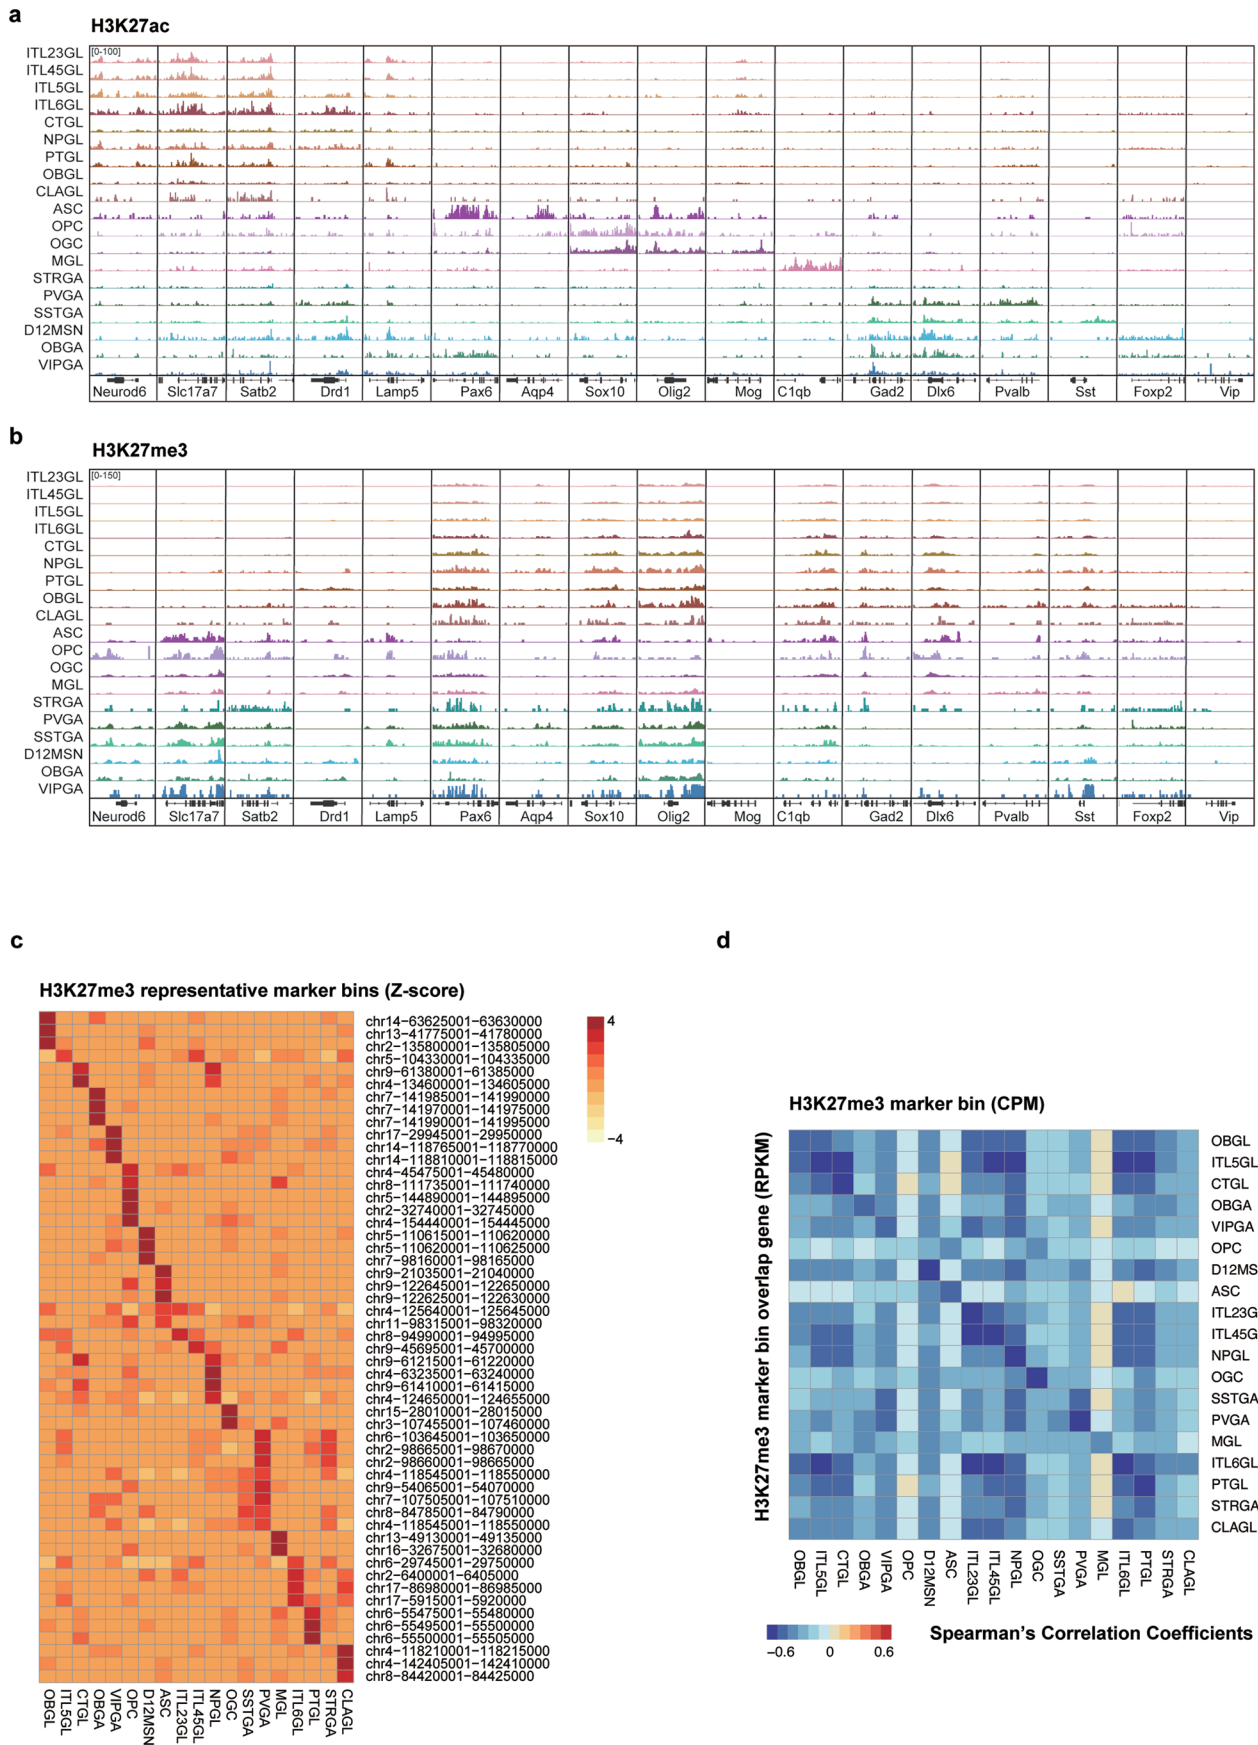 a
H3K27ac
[0-100]
ITL23GL
ITL45GL
ITL5GL
ITL6GL
CTGL
NPGL
PTGL
OBGL
CLAGL
ASC
OPC
OGC
MGL
STRGA
PVGA
SSTGA
D12MSN
OBGA
VIPGA
Neurod6 Slc17a7 Satb2 Drd1 Lamp5 Pax6 Aqp4 Sox10 Olig2 Mog C1qb Gad2 Dlx6 Pvalb Sst Foxp2 Vip
b
H3K27me3
[0-150]
ITL23GL
ITL45GL
ITL5GL
ITL6GL
CTGL
NPGL
PTGL
OBGL
CLAGL
ASC
OPC
OGC
MGL
STRGA
PVGA
SSTGA
D12MSN
OBGA
VIPGA
Neurod6 Slc17a7 Satb2 Drd1 Lamp5 Pax6 Aqp4 Sox10 Olig2 Mog C1qb Gad2 Dlx6 Pvalb Sst Foxp2 Vip
c
H3K27me3 representative marker bins (Z-score)
chr14−63625001−63630000
chr13−41775001−41780000
chr2−135800001−135805000
chr5−104330001−104335000
chr9−61380001−61385000
chr4−134600001−134605000
chr7−141985001−141990000
chr7−141970001−141975000
chr7−141990001−141995000
chr17−29945001−29950000
chr14−118765001−118770000
chr14−118810001−118815000
chr4−45475001−45480000
chr8−111735001−111740000
chr5−144890001−144895000
chr2−32740001−32745000
chr4−154440001−154445000
chr5−110615001−110620000
chr5−110620001−110625000
chr7−98160001−98165000
chr9−21035001−21040000
chr9−122645001−122650000
chr9−122625001−122630000
chr4−125640001−125645000
chr11−98315001−98320000
chr8−94990001−94995000
chr9−45695001−45700000
chr9−61215001−61220000
chr4−63235001−63240000
chr9−61410001−61415000
chr4−124650001−124655000
chr15−28010001−28015000
chr3−107455001−107460000
chr6−103645001−103650000
chr2−98665001−98670000
chr2−98660001−98665000
chr4−118545001−118550000
chr9−54065001−54070000
chr7−107505001−107510000
chr8−84785001−84790000
chr4−118545001−118550000
chr13−49130001−49135000
chr16−32675001−32680000
chr6−29745001−29750000
chr2−6400001−6405000
chr17−86980001−86985000
chr17−5915001−5920000
chr6−55475001−55480000
chr6−55495001−55500000
chr6−55500001−55505000
chr4−118210001−118215000
chr4−142405001−142410000
chr8−84420001−84425000
OBGL ITL5GL CTGL OBGA VIPGA OPC D12MSN ASC ITL23GL ITL45GL NPGL OGC SSTGA PVGA MGL ITL6GL PTGL STRGA CLAGL
4
−4
d
H3K27me3 marker bin (CPM)
H3K27me3 marker bin overlap gene (RPKM)
OBGL
ITL5GL
CTGL
OBGA
VIPGA
OPC
D12MS
ASC
ITL23G
ITL45G
NPGL
OGC
SSTGA
PVGA
MGL
ITL6GL
PTGL
STRGA
CLAGL
OBGL ITL5GL CTGL OBGA VIPGA OPC D12MSN ASC ITL23GL ITL45GL NPGL OGC SSTGA PVGA MGL ITL6GL PTGL STRGA CLAGL
−0.6 0 0.6
Spearman's Correlation Coefficients